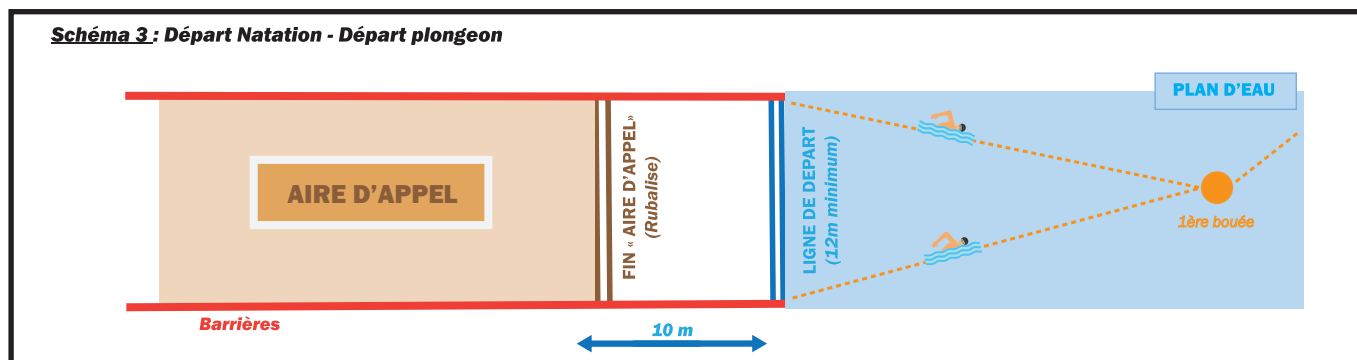 Schéma 3 : Départ Natation - Départ plongeon
PLAN D'EAU
AIRE D'APPEL
FIN « AIRE D'APPEL»
(Rubalise)
LIGNE DE DEPART
(12m minimum)
1ère bouée
Barrières
10 m